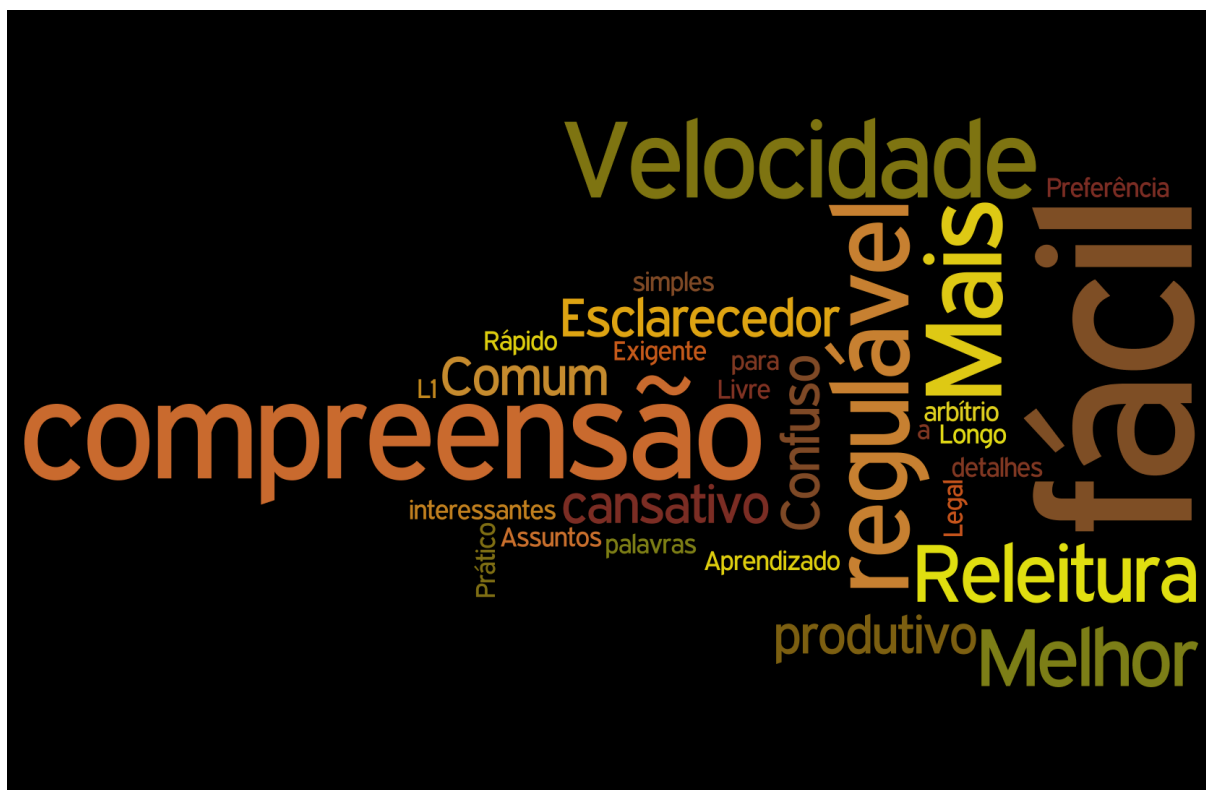 Velocidade
Preferência
fácil
Mais
regulável
simples
Esclarecedor
Rápido
Exigente
para
L1
Comum
Livre
Confuso
compreensão
arbítrio
a
Longo
detalhes
Legal
interessantes
cansativo
Prático
Assuntos
palavras
Aprendizado
Releitura
produtivo
Melhor